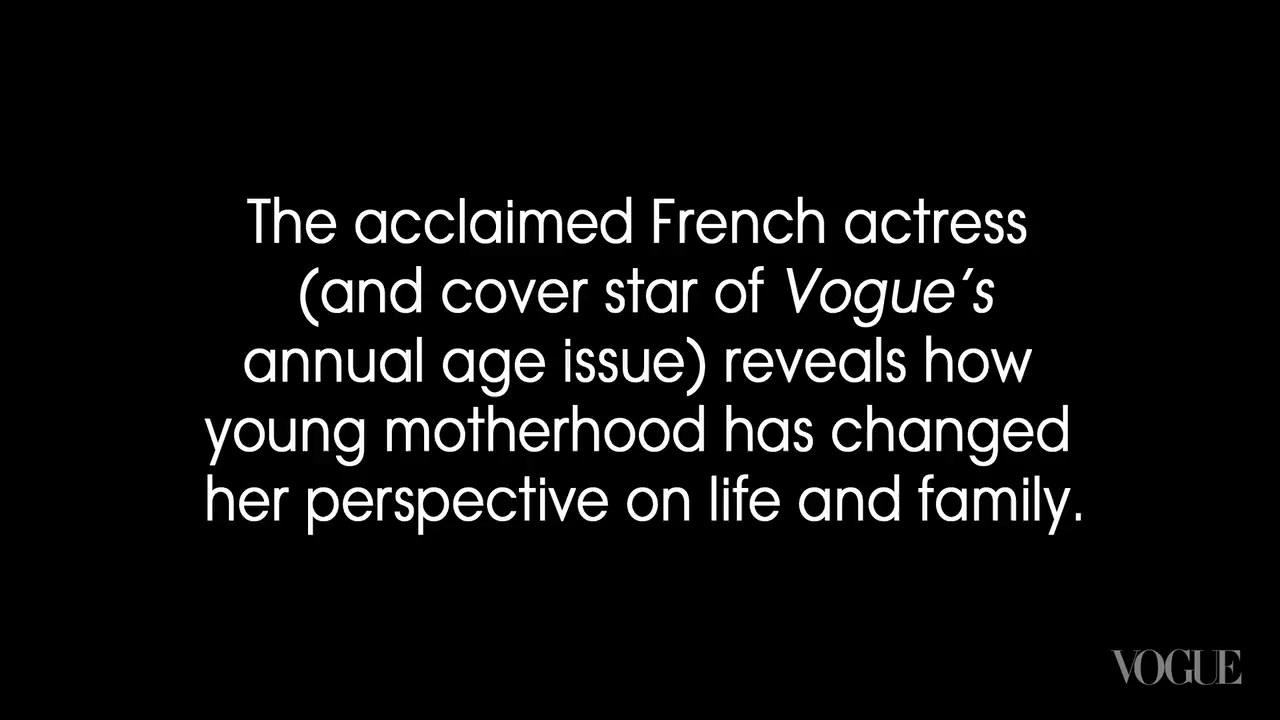 The acclaimed French actress
(and cover star of Vogue’s
annual age issue) reveals how
young motherhood has changed
her perspective on life and family.
VOGUE